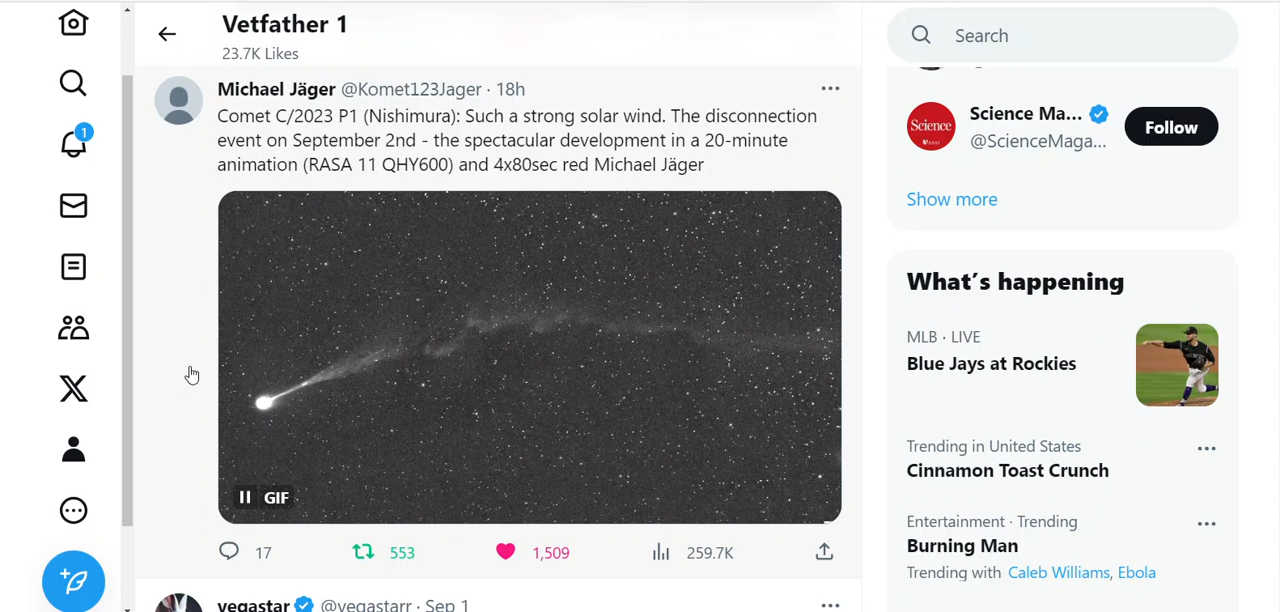 Vetfather 1
23.7K Likes
Michael Jäger @Komet123Jager · 18h
Comet C/2023 P1 (Nishimura): Such a strong solar wind. The disconnection
event on September 2nd - the spectacular development in a 20-minute
animation (RASA 11 QHY600) and 4x80sec red Michael Jäger
GIF
17
553
1,509
259.7K
vegastar @vegastarr · Sep 1
1
Search
Science Ma...
@ScienceMaga...
Science
Follow
Show more
What's happening
MLB · LIVE
Blue Jays at Rockies
Trending in United States
Cinnamon Toast Crunch
Entertainment · Trending
Burning Man
Trending with Caleb Williams, Ebola